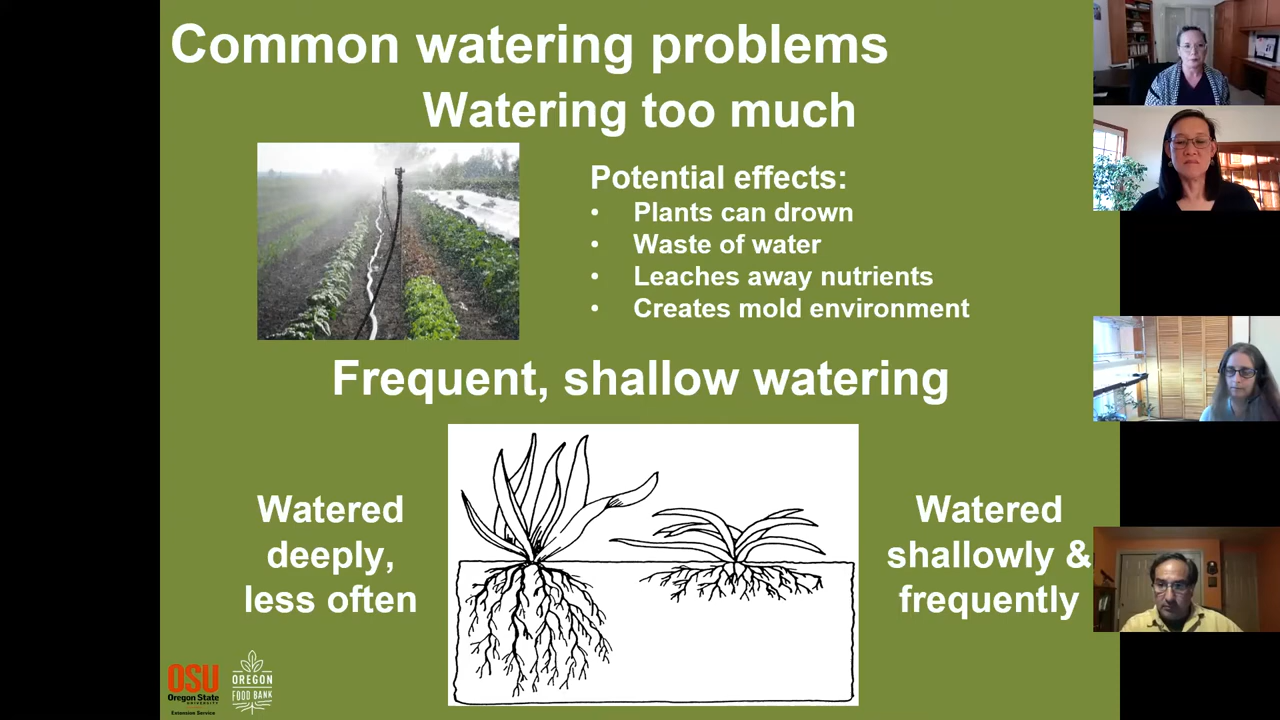 Common watering problems
Watering too much
Potential effects:
• Plants can drown
• Waste of water
• Leaches away nutrients
• Creates mold environment
Frequent, shallow watering
Watered
deeply,
less often
Watered
shallowly &
frequently
OSU
Oregon State
UNIVERSITY
Extension Service
OREGON
FOOD BANK